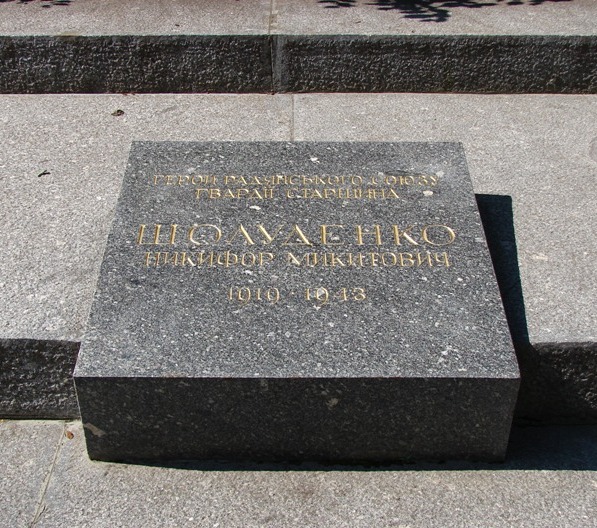 ГЕРОЙ РАДЯНСЬКОГО СОЮЗУ
ГВАРДІЇ СТАРШИНА
ШОЛУДЕНКО
НИКИФОР МИКИТОВИЧ
1919 - 1943